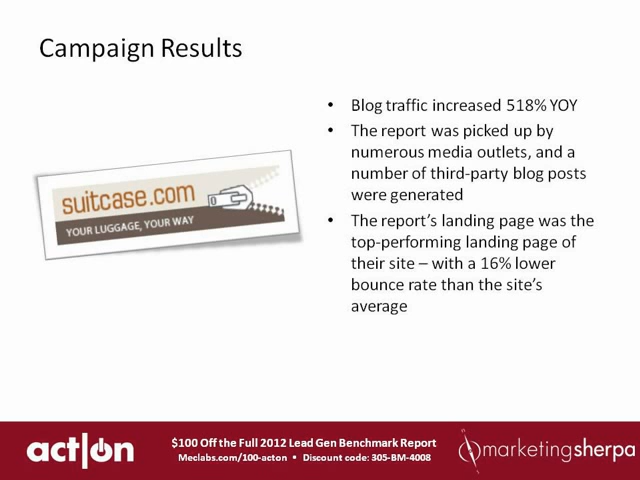 Campaign Results
suitcase.com
YOUR LUGGAGE, YOUR WAY
• Blog traffic increased 518% YOY
• The report was picked up by
numerous media outlets, and a
number of third-party blog posts
were generated
• The report's landing page was the
top-performing landing page of
their site – with a 16% lower
bounce rate than the site's
average
act|on
$100 Off the Full 2012 Lead Gen Benchmark Report
Meclabs.com/100-acton ▪ Discount code: 305-BM-4008
marketingsherpa